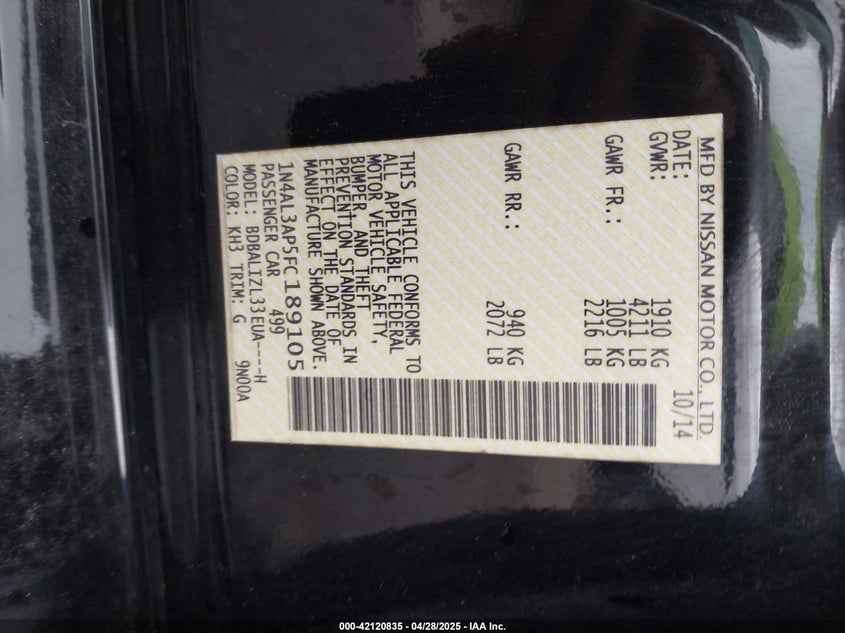 MFD BY NISSAN MOTOR CO., LTD.
DATE: 10/14
GVWR: 1910 KG
4211 LB
GAWR FR.: 1005 KG
2216 LB
GAWR RR.: 940 KG
2072 LB
THIS VEHICLE CONFORMS TO
ALL APPLICABLE FEDERAL
MOTOR VEHICLE SAFETY,
BUMPER, AND THEFT
PREVENTION STANDARDS IN
EFFECT ON THE DATE OF
MANUFACTURE SHOWN ABOVE.
1N4AL3AP5FC189105
PASSENGER CAR 499
MODEL: BDBALIZL33EUA----H
COLOR: KH3 TRIM: G 9N00A
000-42120835 - 04/28/2025 - IAA Inc.